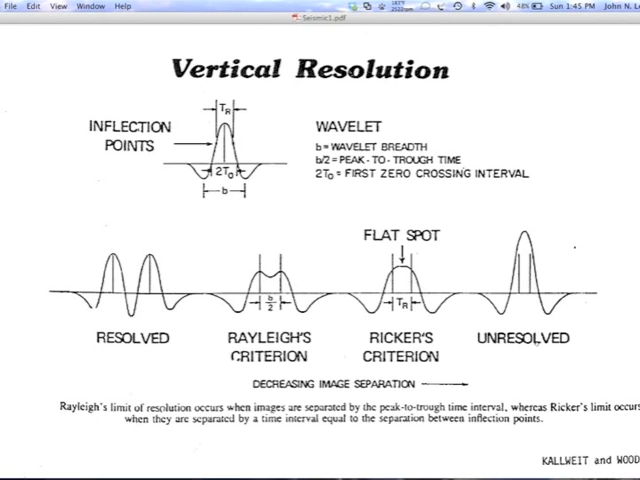 File Edit View Window Help
48% Sun 1:45 PM John N. L
Seismic1.pdf
Vertical Resolution
TR
INFLECTION
POINTS
2To
b
WAVELET
b = WAVELET BREADTH
b/2 = PEAK - TO - TROUGH TIME
2To = FIRST ZERO CROSSING INTERVAL
FLAT SPOT
b/2
TR
RESOLVED
RAYLEIGH'S
CRITERION
RICKER'S
CRITERION
UNRESOLVED
DECREASING IMAGE SEPARATION
Rayleigh's limit of resolution occurs when images are separated by the peak-to-trough time interval, whereas Ricker's limit occurs
when they are separated by a time interval equal to the separation between inflection points.
KALLWEIT and WOOD